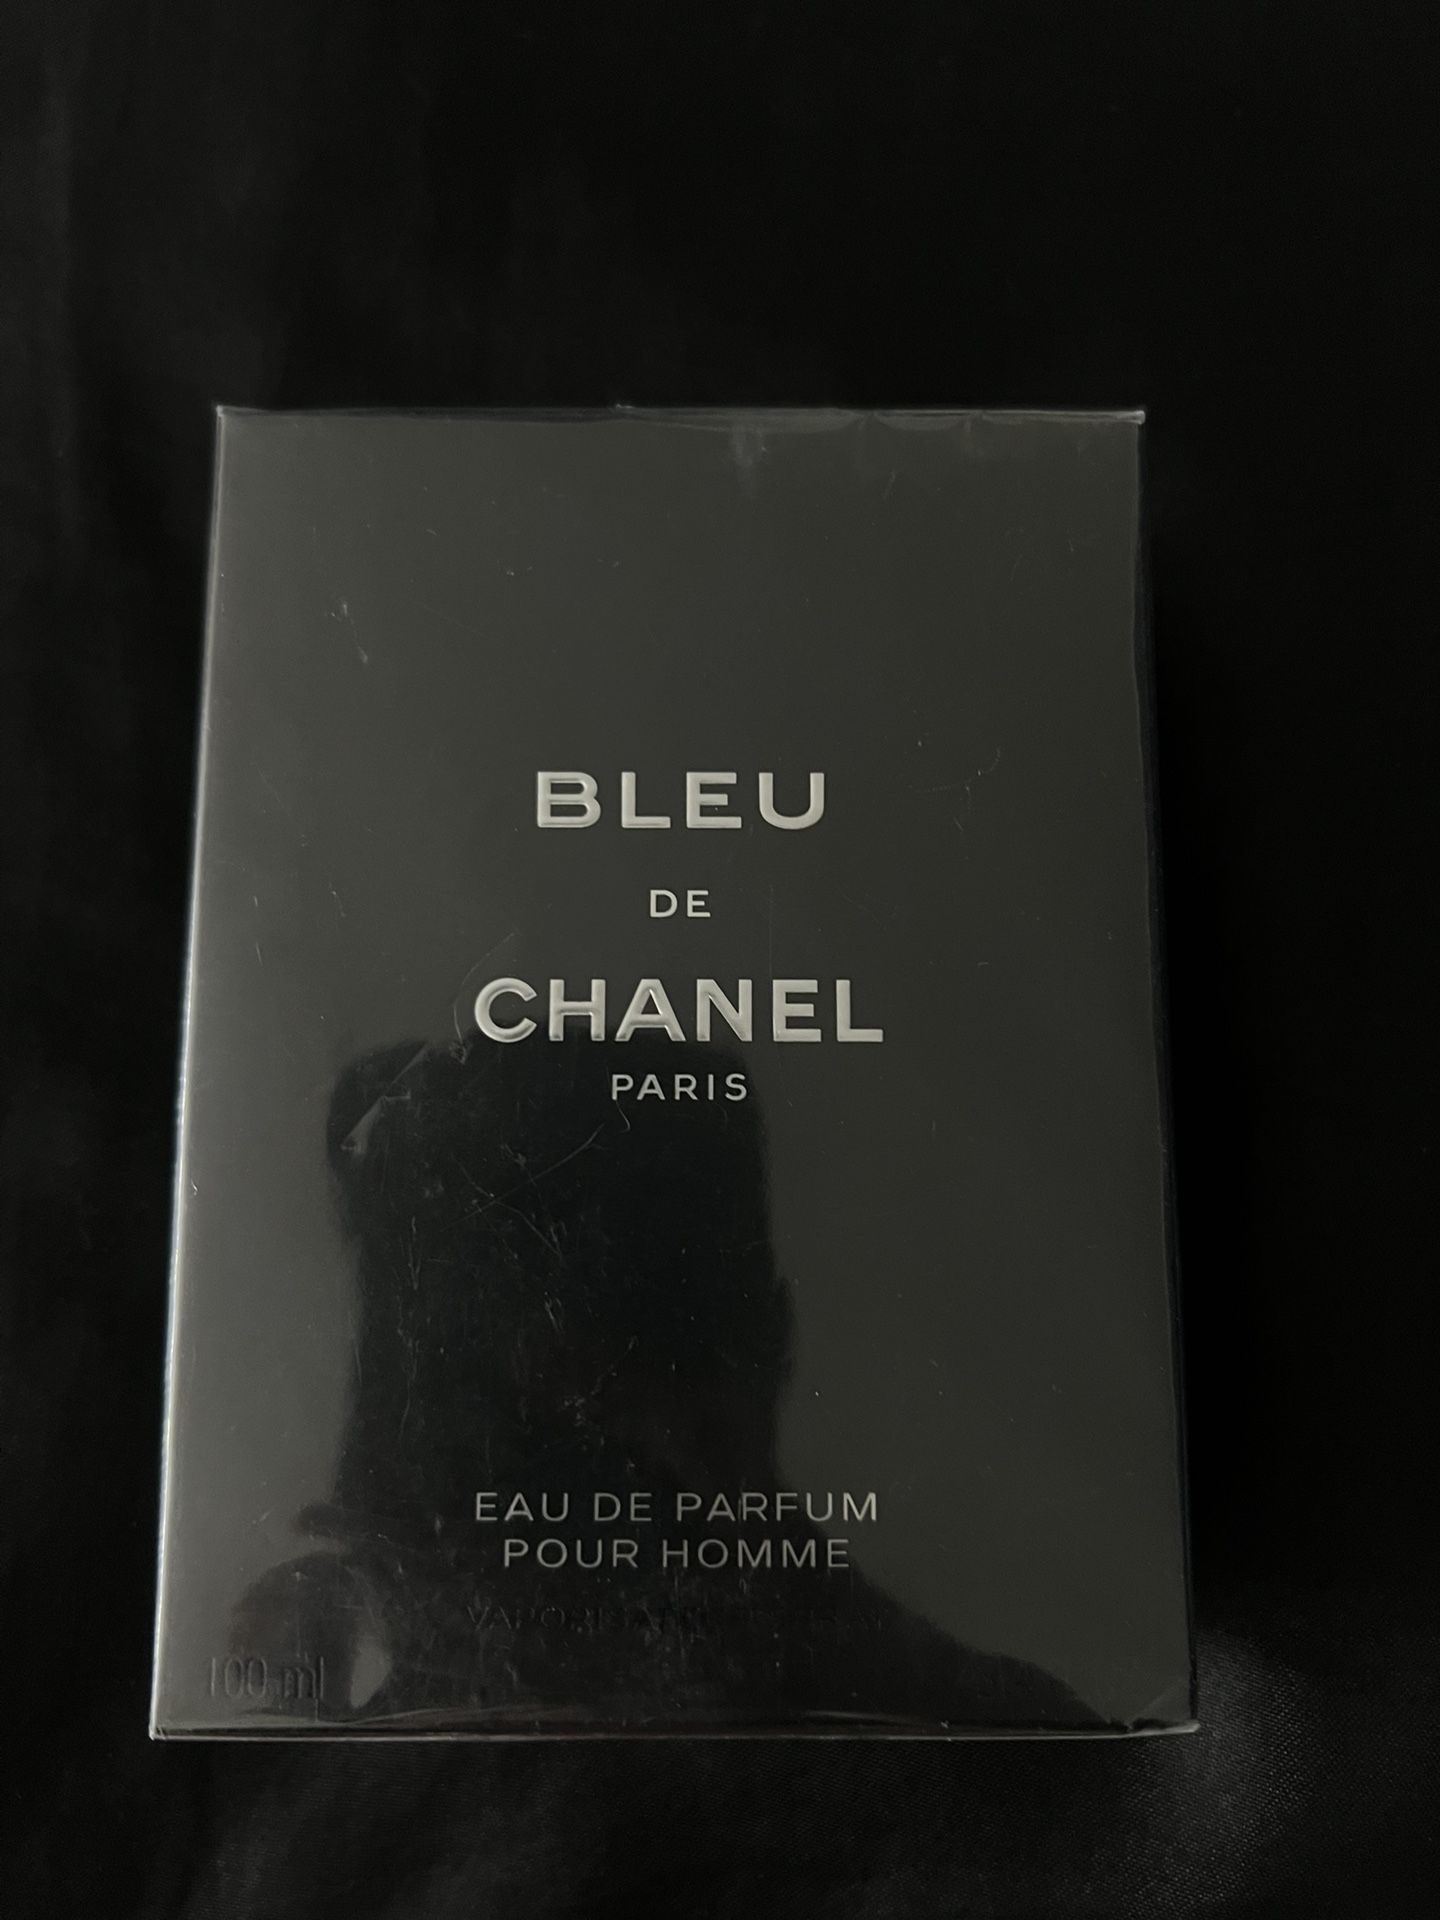 BLEU
DE
CHANEL
PARIS
EAU DE PARFUM
POUR HOMME
100 ml